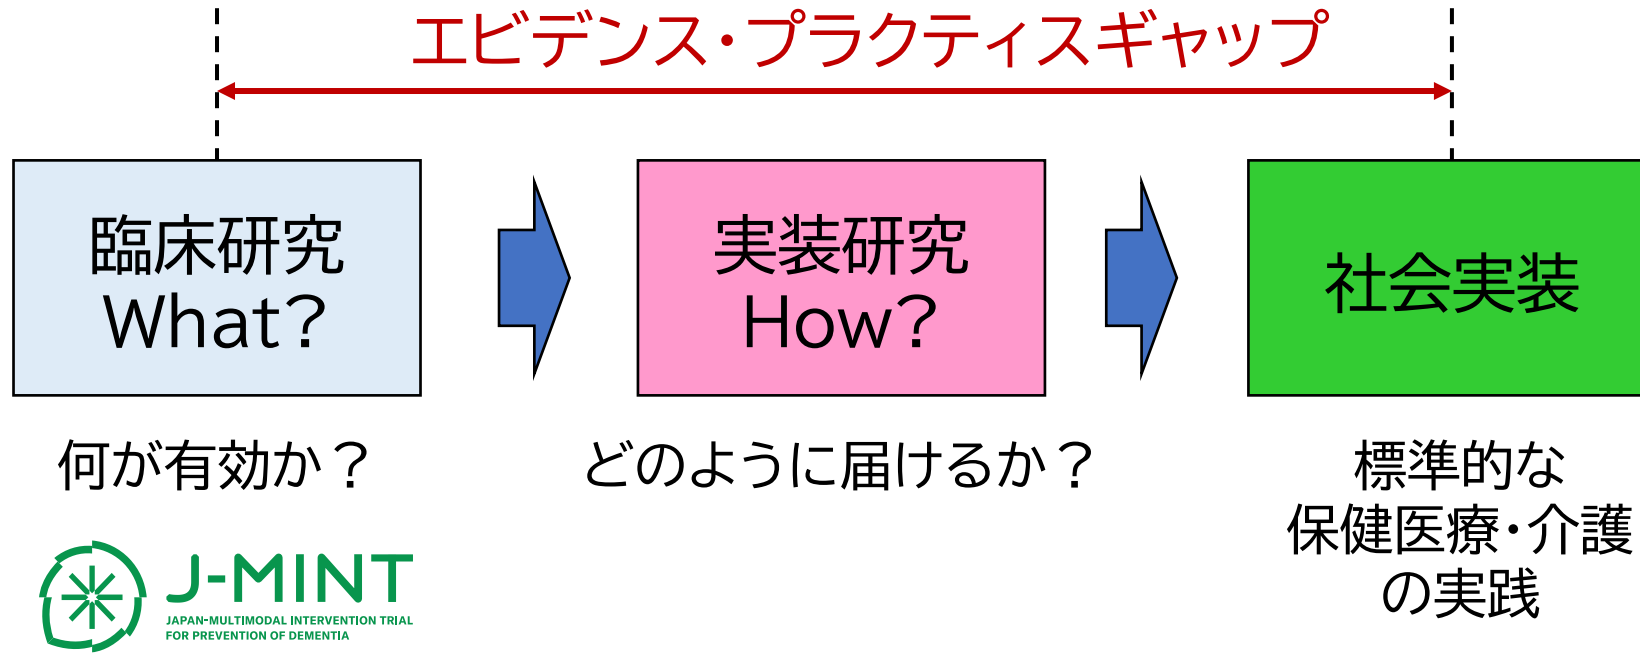 エビデンス・プラクティスギャップ
臨床研究
What?
実装研究
How?
社会実装
何が有効か？
どのように届けるか？
標準的な
保健医療・介護
の実践
J-MINT
JAPAN-MULTIMODAL INTERVENTION TRIAL
FOR PREVENTION OF DEMENTIA